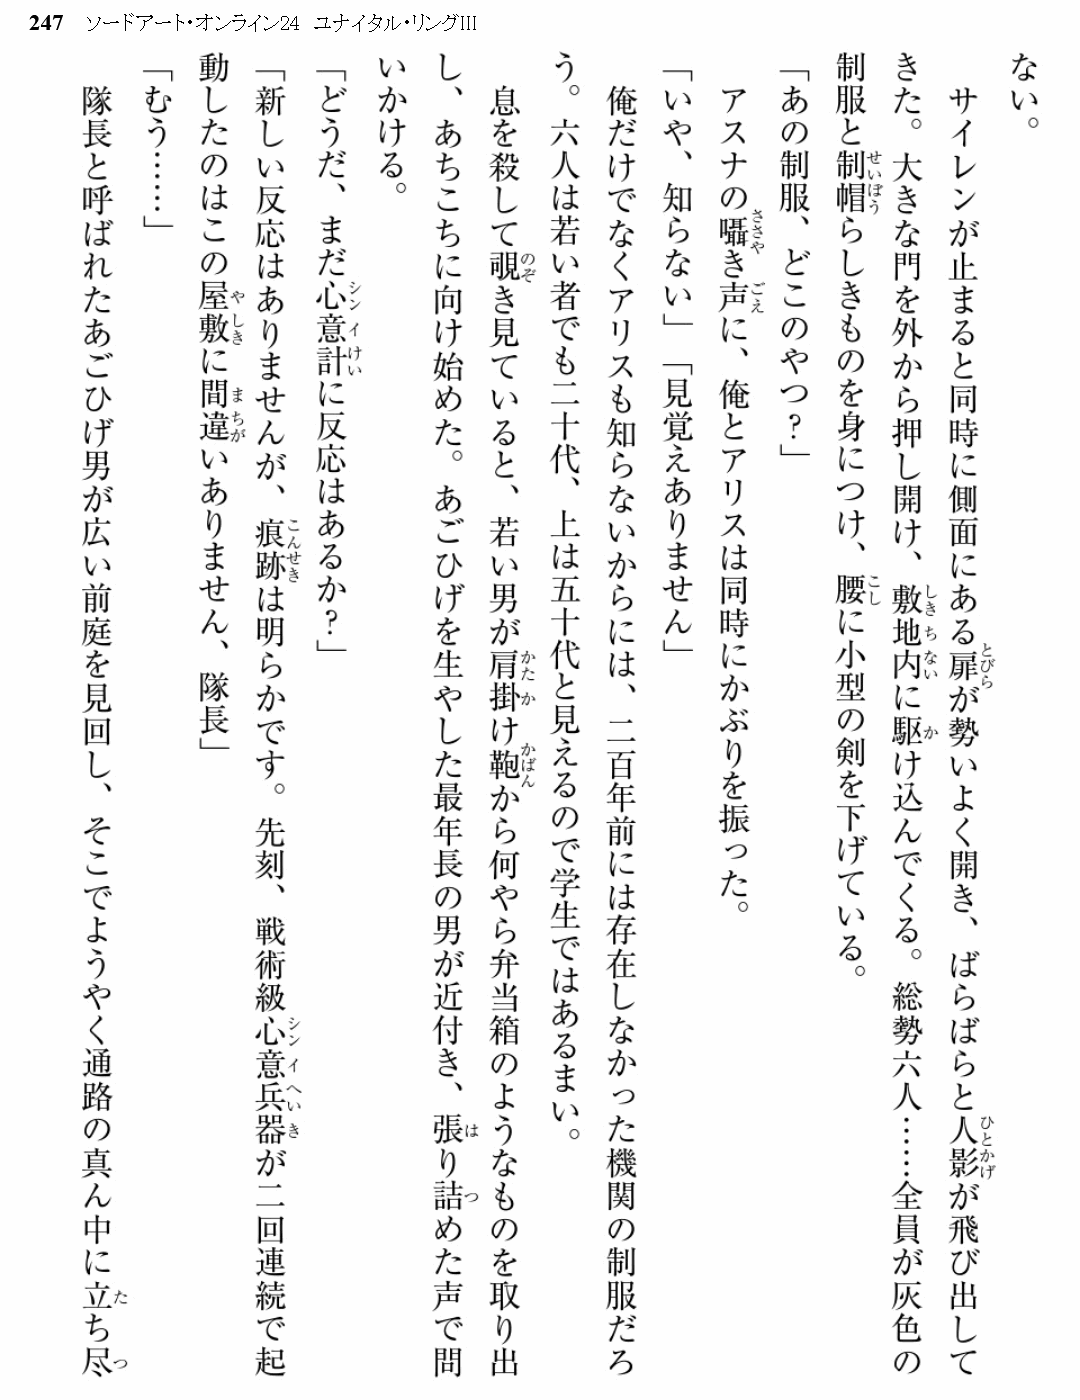 247 ソードアート・オンライン24 ユナイタル・リングIII
ない。
サイレンが止まると同時に側面にある扉が勢いよく開き、ばらばらと人影が飛び出して
きた。大きな門を外から押し開け、敷地内に駆け込んでくる。総勢六人……全員が灰色の
制服と制帽らしきものを身につけ、腰に小型の剣を下げている。
「あの制服、どこのやつ？」
アスナの囁き声に、俺とアリスは同時にかぶりを振った。
「いや、知らない」「見覚えありません」
俺だけでなくアリスも知らないからには、二百年前には存在しなかった機関の制服だろ
う。六人は若い者でも二十代、上は五十代と見えるので学生ではあるまい。
息を殺して覗き見ていると、若い男が肩掛け鞄から何やら弁当箱のようなものを取り出
し、あちこちに向け始めた。あごひげを生やした最年長の男が近付き、張り詰めた声で問
いかける。
「どうだ、まだ心意計に反応はあるか？」
「新しい反応はありませんが、痕跡は明らかです。先刻、戦術級心意兵器が二回連続で起
動したのはこの屋敷に間違いありません、隊長」
「むう……」
隊長と呼ばれたあごひげ男が広い前庭を見回し、そこでようやく通路の真ん中に立ち尽